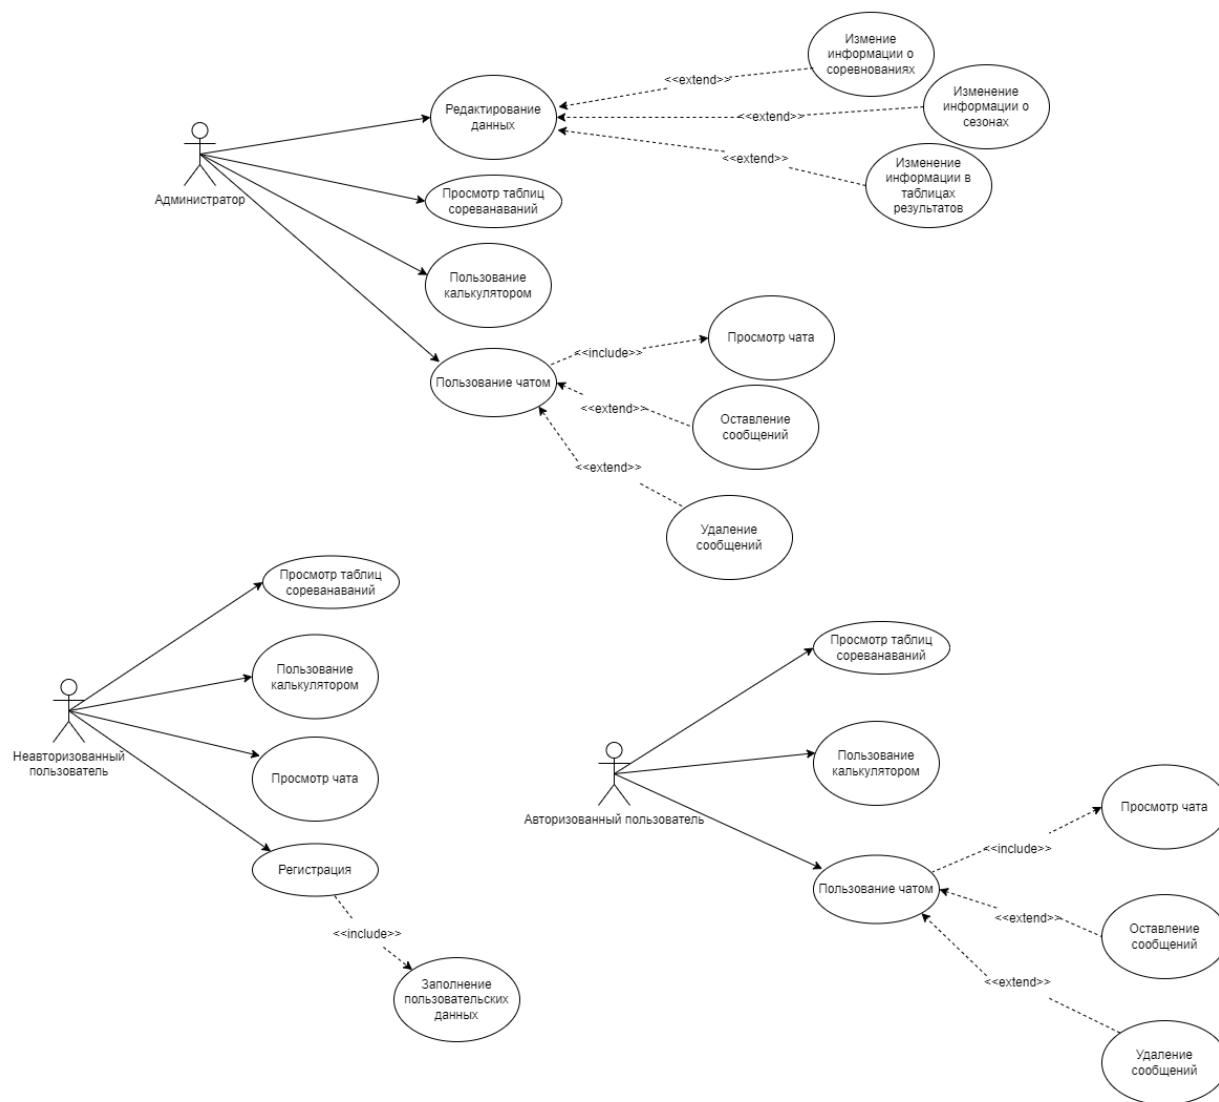 Измение
информации о
соревнованиях
<<extend>>
Изменение
информации о
сезонах
<<extend>>
Редактирование
данных
<<extend>>
Изменение
информации в
таблицах
результатов
Администратор
Просмотр таблиц
сореванаваний
Пользование
калькулятором
Просмотр чата
<<include>>
Пользование чатом
<<extend>>
Оставление
сообщений
<<extend>>
Удаление
сообщений
Просмотр таблиц
сореванаваний
Пользование
калькулятором
Неавторизованный
пользователь
Просмотр чата
Регистрация
<<include>>
Заполнение
пользовательских
данных
Просмотр таблиц
сореванаваний
Пользование
калькулятором
Авторизованный пользователь
Просмотр чата
<<include>>
Пользование чатом
<<extend>>
Оставление
сообщений
<<extend>>
Удаление
сообщений